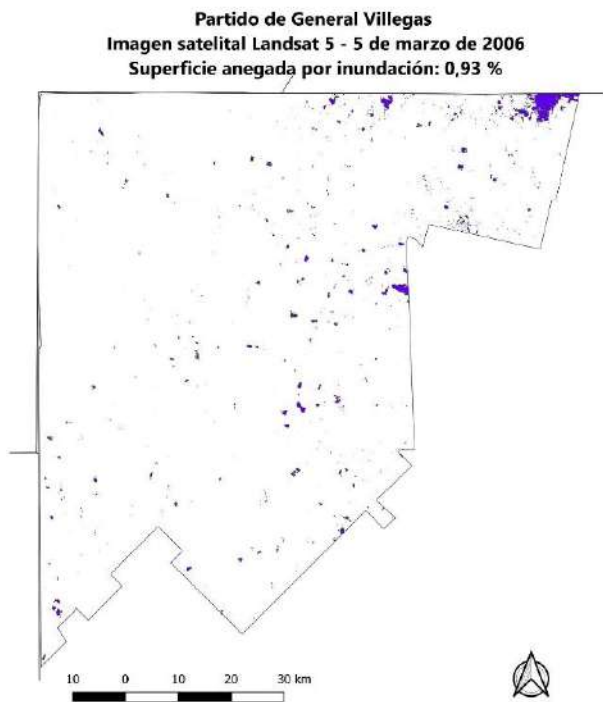 Partido de General Villegas
Imagen satelital Landsat 5 - 5 de marzo de 2006
Superficie anegada por inundación: 0,93 %
10 0 10 20 30 km